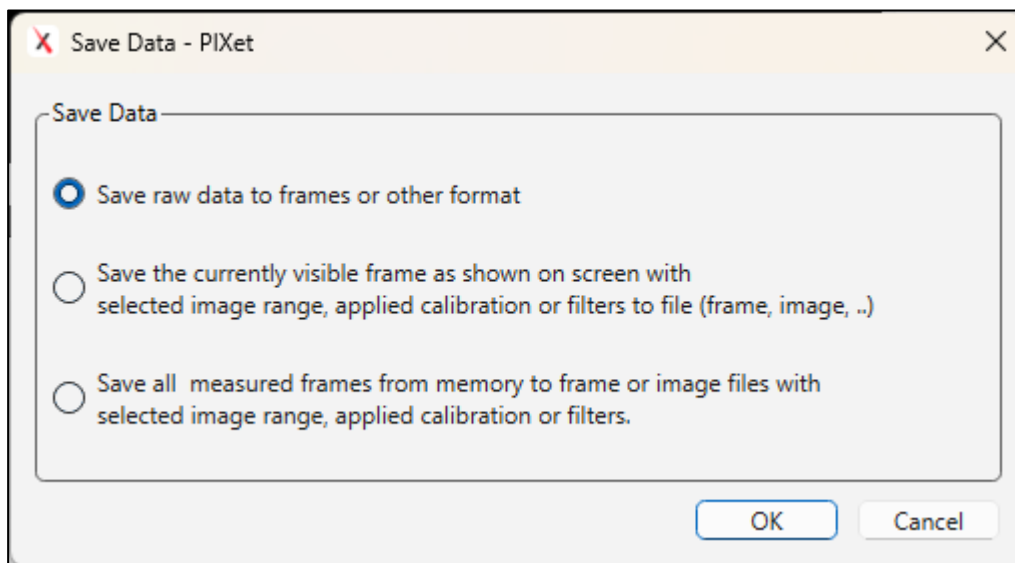 Save Data - PIXet
Save Data
Save raw data to frames or other format
Save the currently visible frame as shown on screen with
selected image range, applied calibration or filters to file (frame, image, ..)
Save all  measured frames from memory to frame or image files with
selected image range, applied calibration or filters.
OK
Cancel